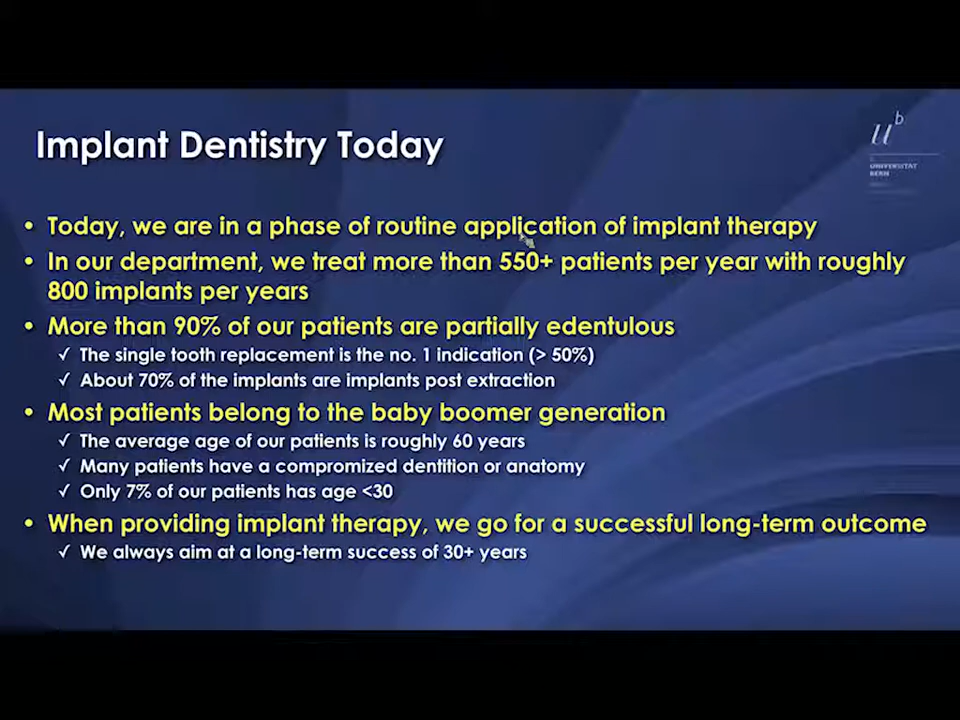 Implant Dentistry Today
u^b
UNIVERSITÄT
BERN
• Today, we are in a phase of routine application of implant therapy
• In our department, we treat more than 550+ patients per year with roughly
800 implants per years
• More than 90% of our patients are partially edentulous
✓ The single tooth replacement is the no. 1 indication (> 50%)
✓ About 70% of the implants are implants post extraction
• Most patients belong to the baby boomer generation
✓ The average age of our patients is roughly 60 years
✓ Many patients have a compromized dentition or anatomy
✓ Only 7% of our patients has age <30
• When providing implant therapy, we go for a successful long-term outcome
✓ We always aim at a long-term success of 30+ years